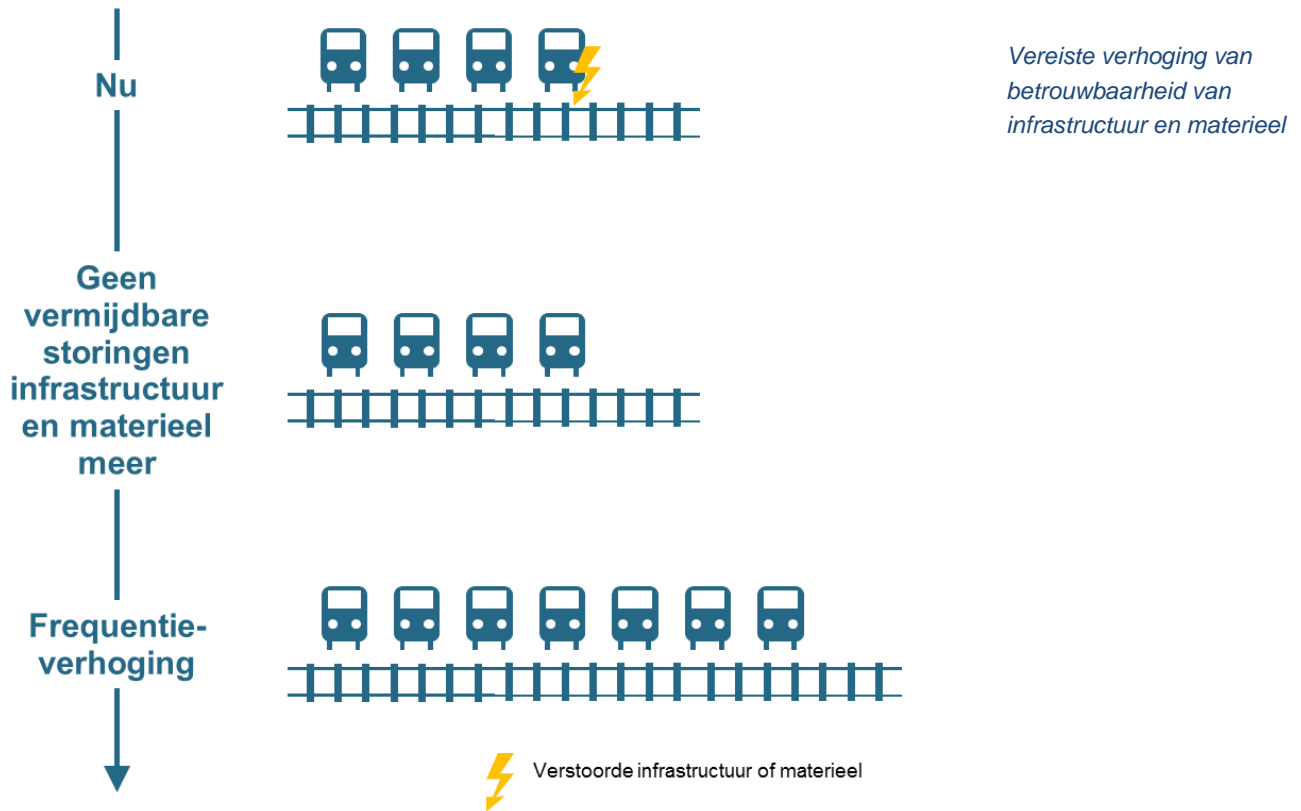 Nu
Vereiste verhoging van
betrouwbaarheid van
infrastructuur en materieel
Geen
vermijdbare
storingen
infrastructuur
en materieel
meer
Frequentie-
verhoging
Verstoorde infrastructuur of materieel